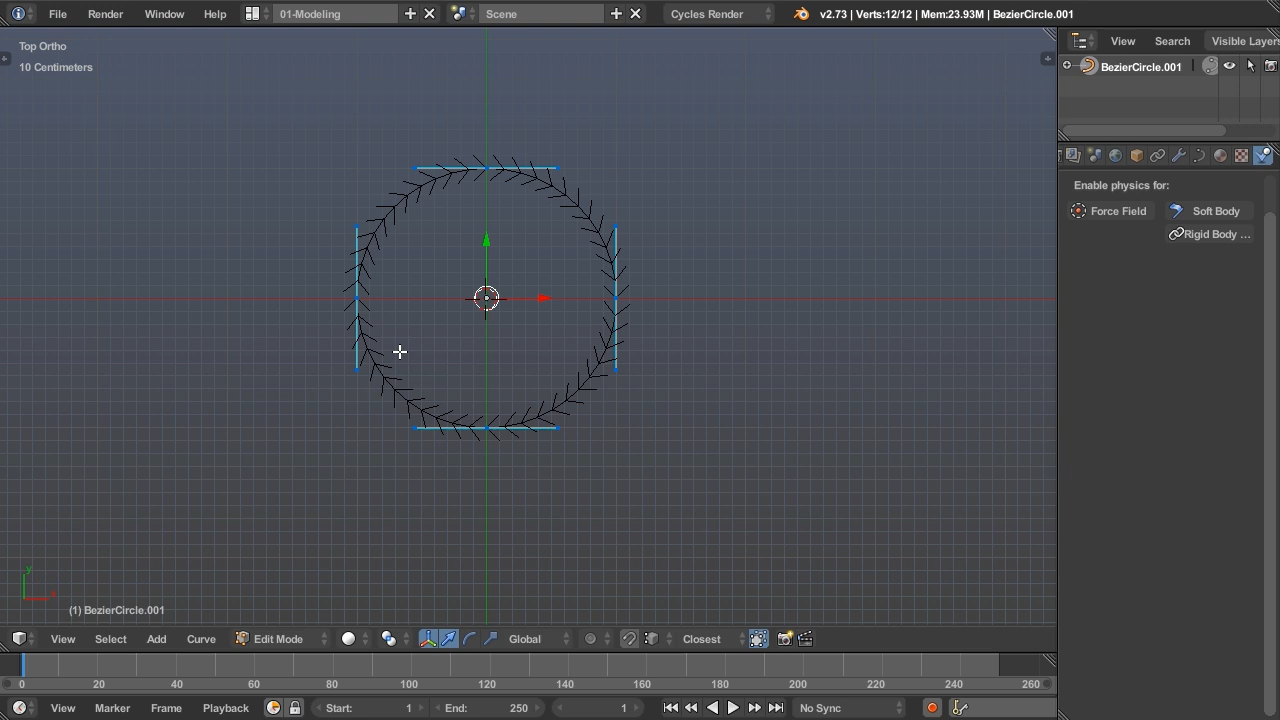 File Render Window Help 01-Modeling Scene Cycles Render v2.73 | Verts:12/12 | Mem:23.93M | BezierCircle.001
Top Ortho
10 Centimeters
View Search Visible Layer
BezierCircle.001
Enable physics for:
Force Field Soft Body
Rigid Body ...
y
x
(1) BezierCircle.001
View Select Add Curve Edit Mode Global Closest
0 20 40 60 80 100 120 140 160 180 200 220 240 260
View Marker Frame Playback Start: 1 End: 250 1 No Sync